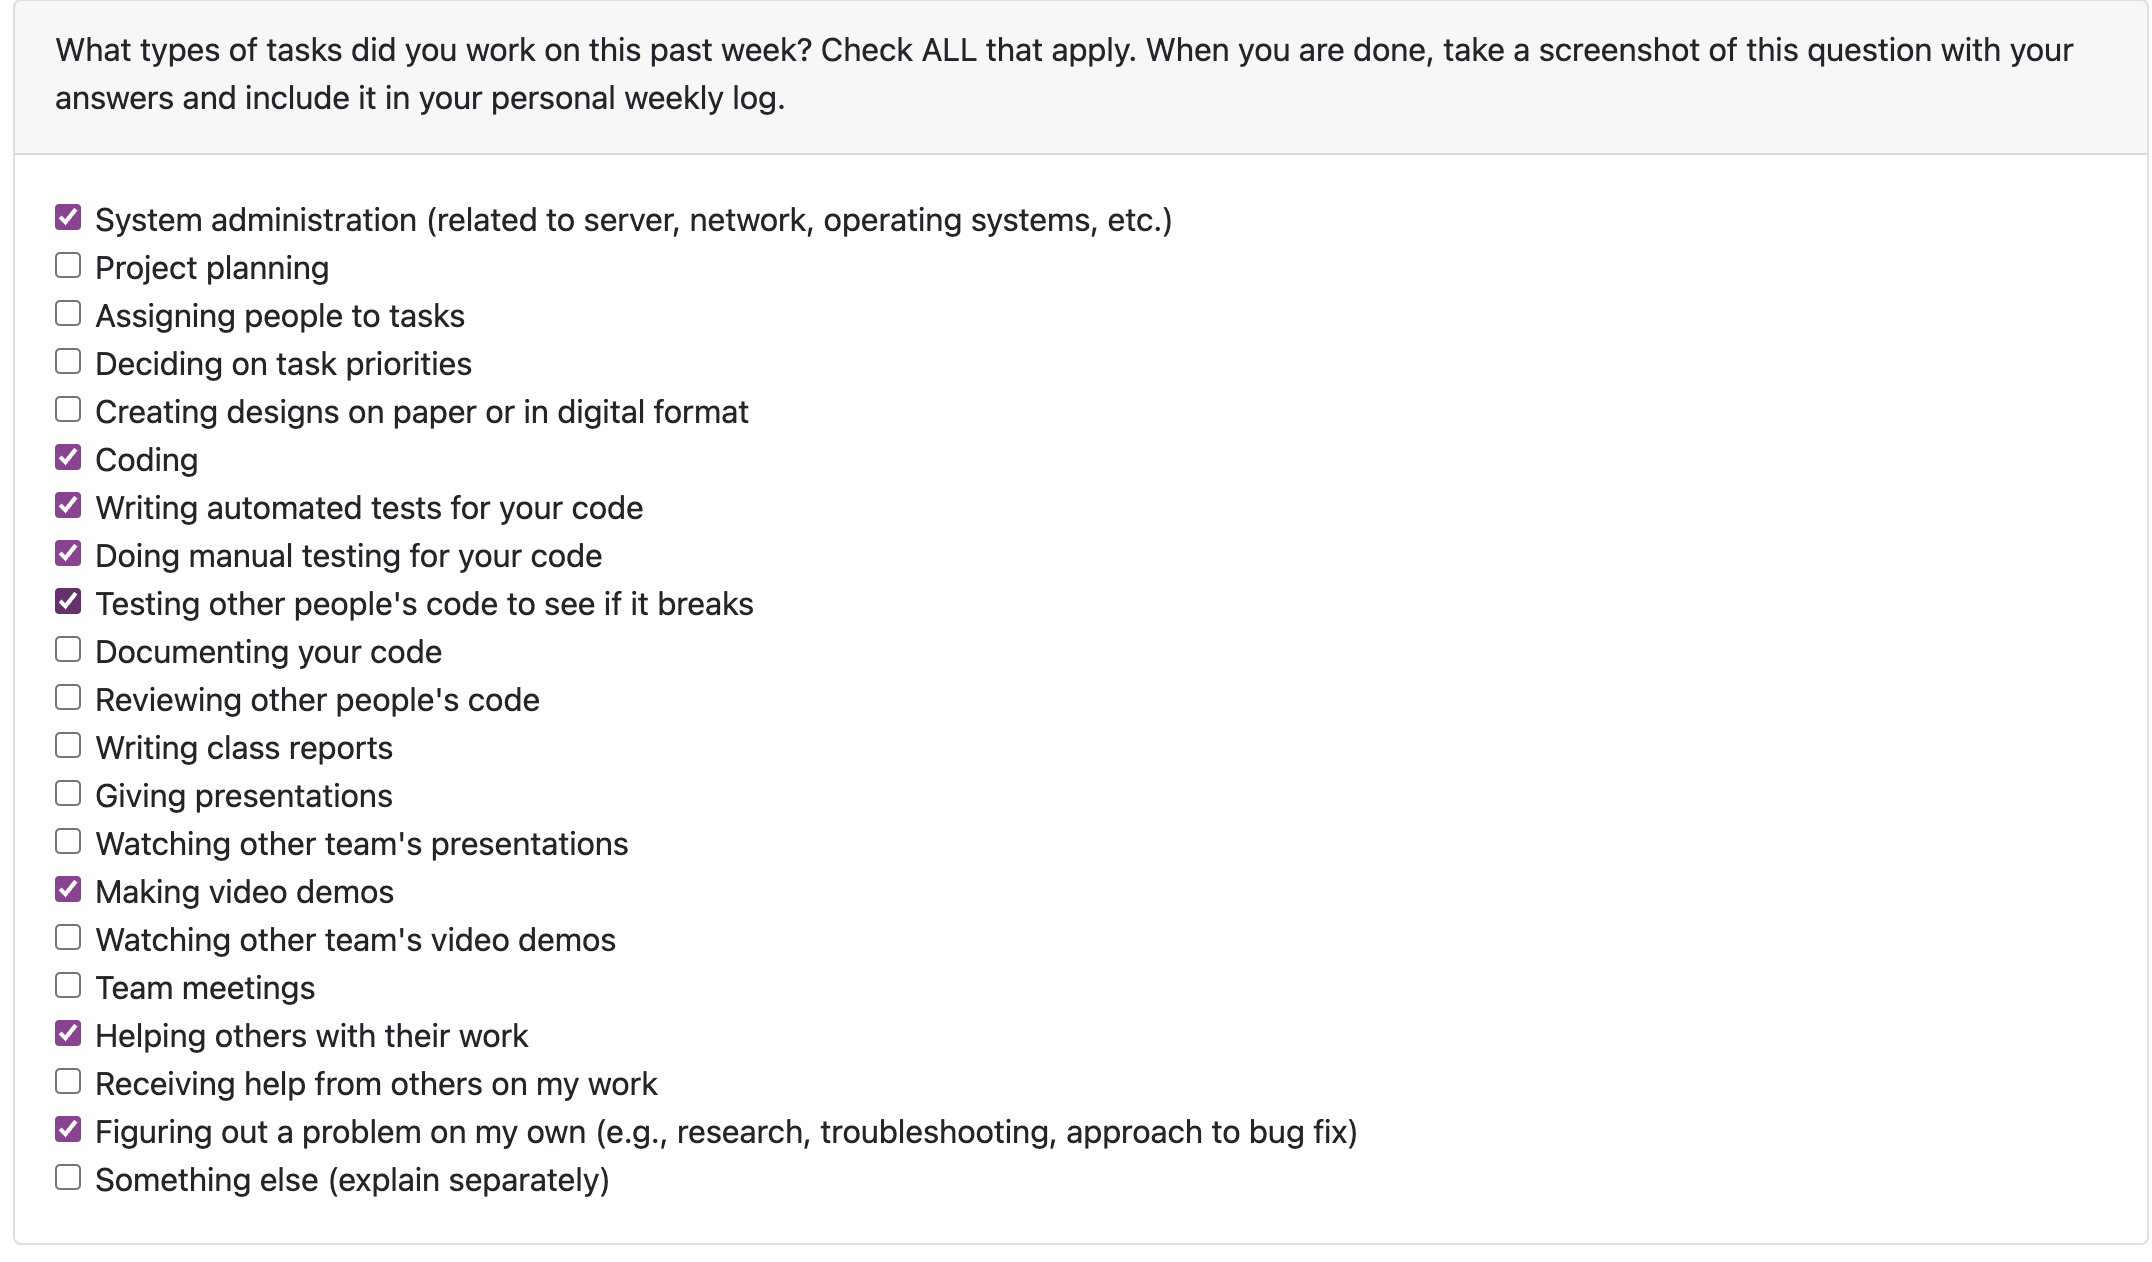 What types of tasks did you work on this past week? Check ALL that apply. When you are done, take a screenshot of this question with your
answers and include it in your personal weekly log.
System administration (related to server, network, operating systems, etc.)
Project planning
Assigning people to tasks
Deciding on task priorities
Creating designs on paper or in digital format
Coding
Writing automated tests for your code
Doing manual testing for your code
Testing other people's code to see if it breaks
Documenting your code
Reviewing other people's code
Writing class reports
Giving presentations
Watching other team's presentations
Making video demos
Watching other team's video demos
Team meetings
Helping others with their work
Receiving help from others on my work
Figuring out a problem on my own (e.g., research, troubleshooting, approach to bug fix)
Something else (explain separately)